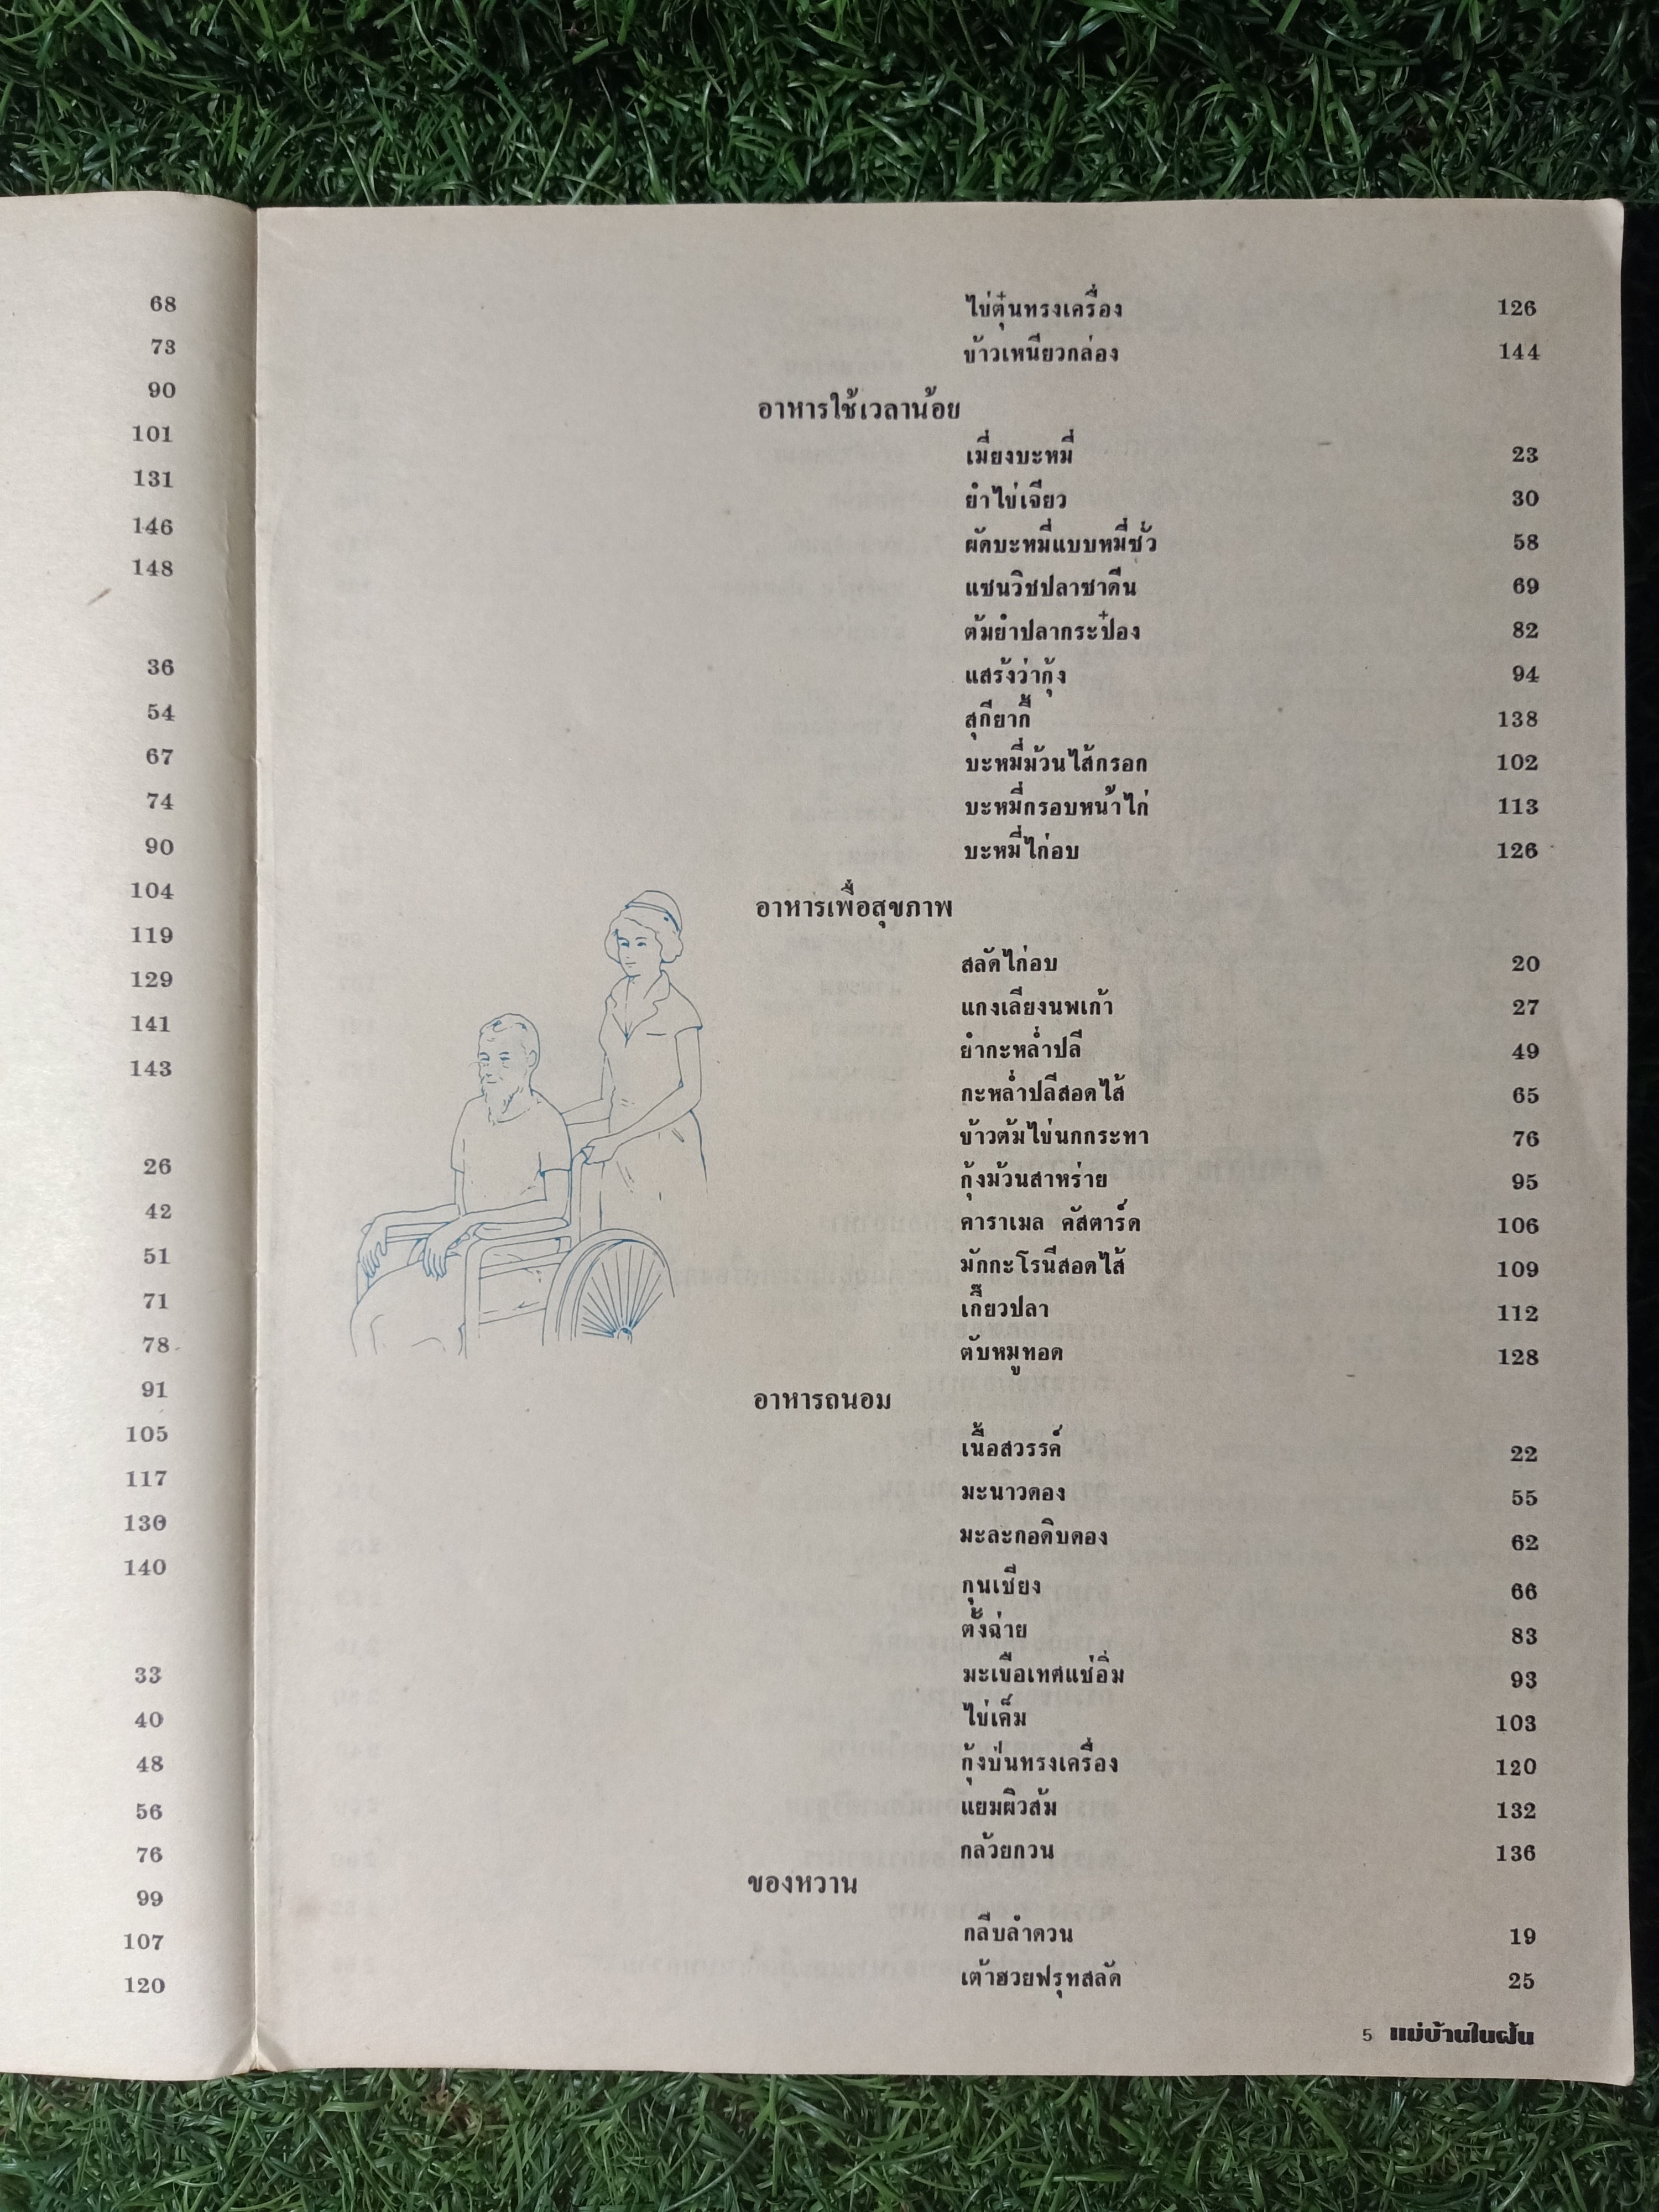 68
73
90
101
131
146
148
36
54
67
74
90
104
119
129
141
143
26
42
51
71
78
91
105
117
130
140
33
40
48
56
76
99
107
120
ไข่ตุ๋นทรงเครื่อง 126
ข้าวเหนียวกล่อง 144
อาหารใช้เวลาน้อย
เมี่ยงบะหมี่ 23
ยำไข่เจียว 30
ผัดบะหมี่แบบหมี่ซั้ว 58
แซนวิชปลาซาดีน 69
ต้มยำปลากระป๋อง 82
แสร้งว่ากุ้ง 94
สุกียากี้ 138
บะหมี่ม้วนไส้กรอก 102
บะหมี่กรอบหน้าไก่ 113
บะหมี่ไก่อบ 126
อาหารเพื่อสุขภาพ
สลัดไก่อบ 20
แกงเลียงนพเก้า 27
ยำกะหล่ำปลี 49
กะหล่ำปลีสอดไส้ 65
ข้าวต้มไข่นกกระทา 76
กุ้งม้วนสาหร่าย 95
คาราเมล คัสตาร์ด 106
มักกะโรนีสอดไส้ 109
เกี๊ยวปลา 112
ตับหมูทอด 128
อาหารถนอม
เนื้อสวรรค์ 22
มะนาวดอง 55
มะละกอดิบดอง 62
กุนเชียง 66
ตั้งฉ่าย 83
มะเขือเทศแช่อิ่ม 93
ไข่เค็ม 103
กุ้งป่นทรงเครื่อง 120
แยมผิวส้ม 132
กล้วยกวน 136
ของหวาน
กลีบลำดวน 19
เต้าฮวยฟรุทสลัด 25
5 แม่บ้านในฝัน